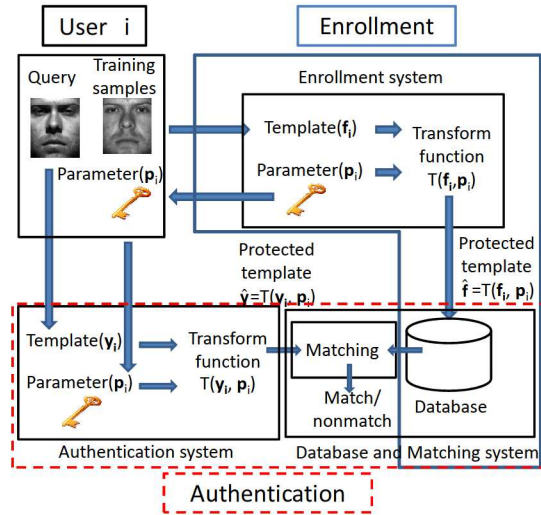 User i
Enrollment
Query
Training
samples
Parameter(pᵢ)
Enrollment system
Template(fᵢ)
Parameter(pᵢ)
Transform
function
T(fᵢ,pᵢ)
Protected
template
ŷ=T(yᵢ, pᵢ)
Protected
template
f̂ =T(fᵢ, pᵢ)
Template(yᵢ)
Parameter(pᵢ)
Transform
function
T(yᵢ, pᵢ)
Authentication system
Matching
Match/
nonmatch
Database
Database and Matching system
Authentication